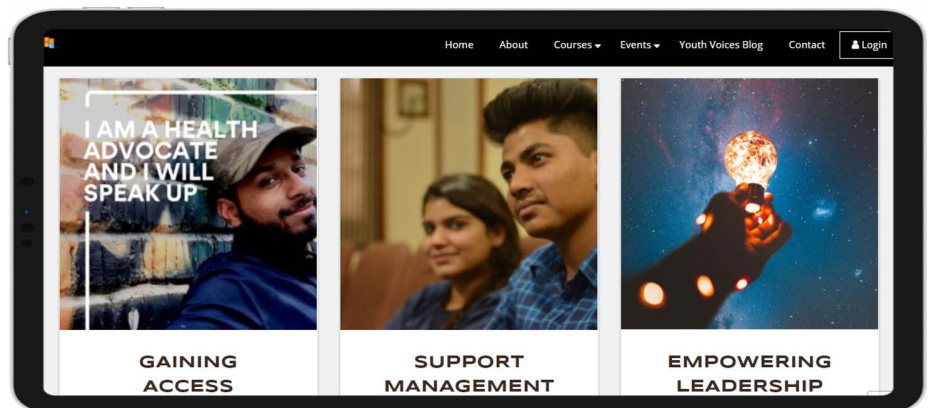 Home About Courses Events Youth Voices Blog Contact Login
I AM A HEALTH
ADVOCATE
AND I WILL
SPEAK UP
GAINING
ACCESS
SUPPORT
MANAGEMENT
EMPOWERING
LEADERSHIP